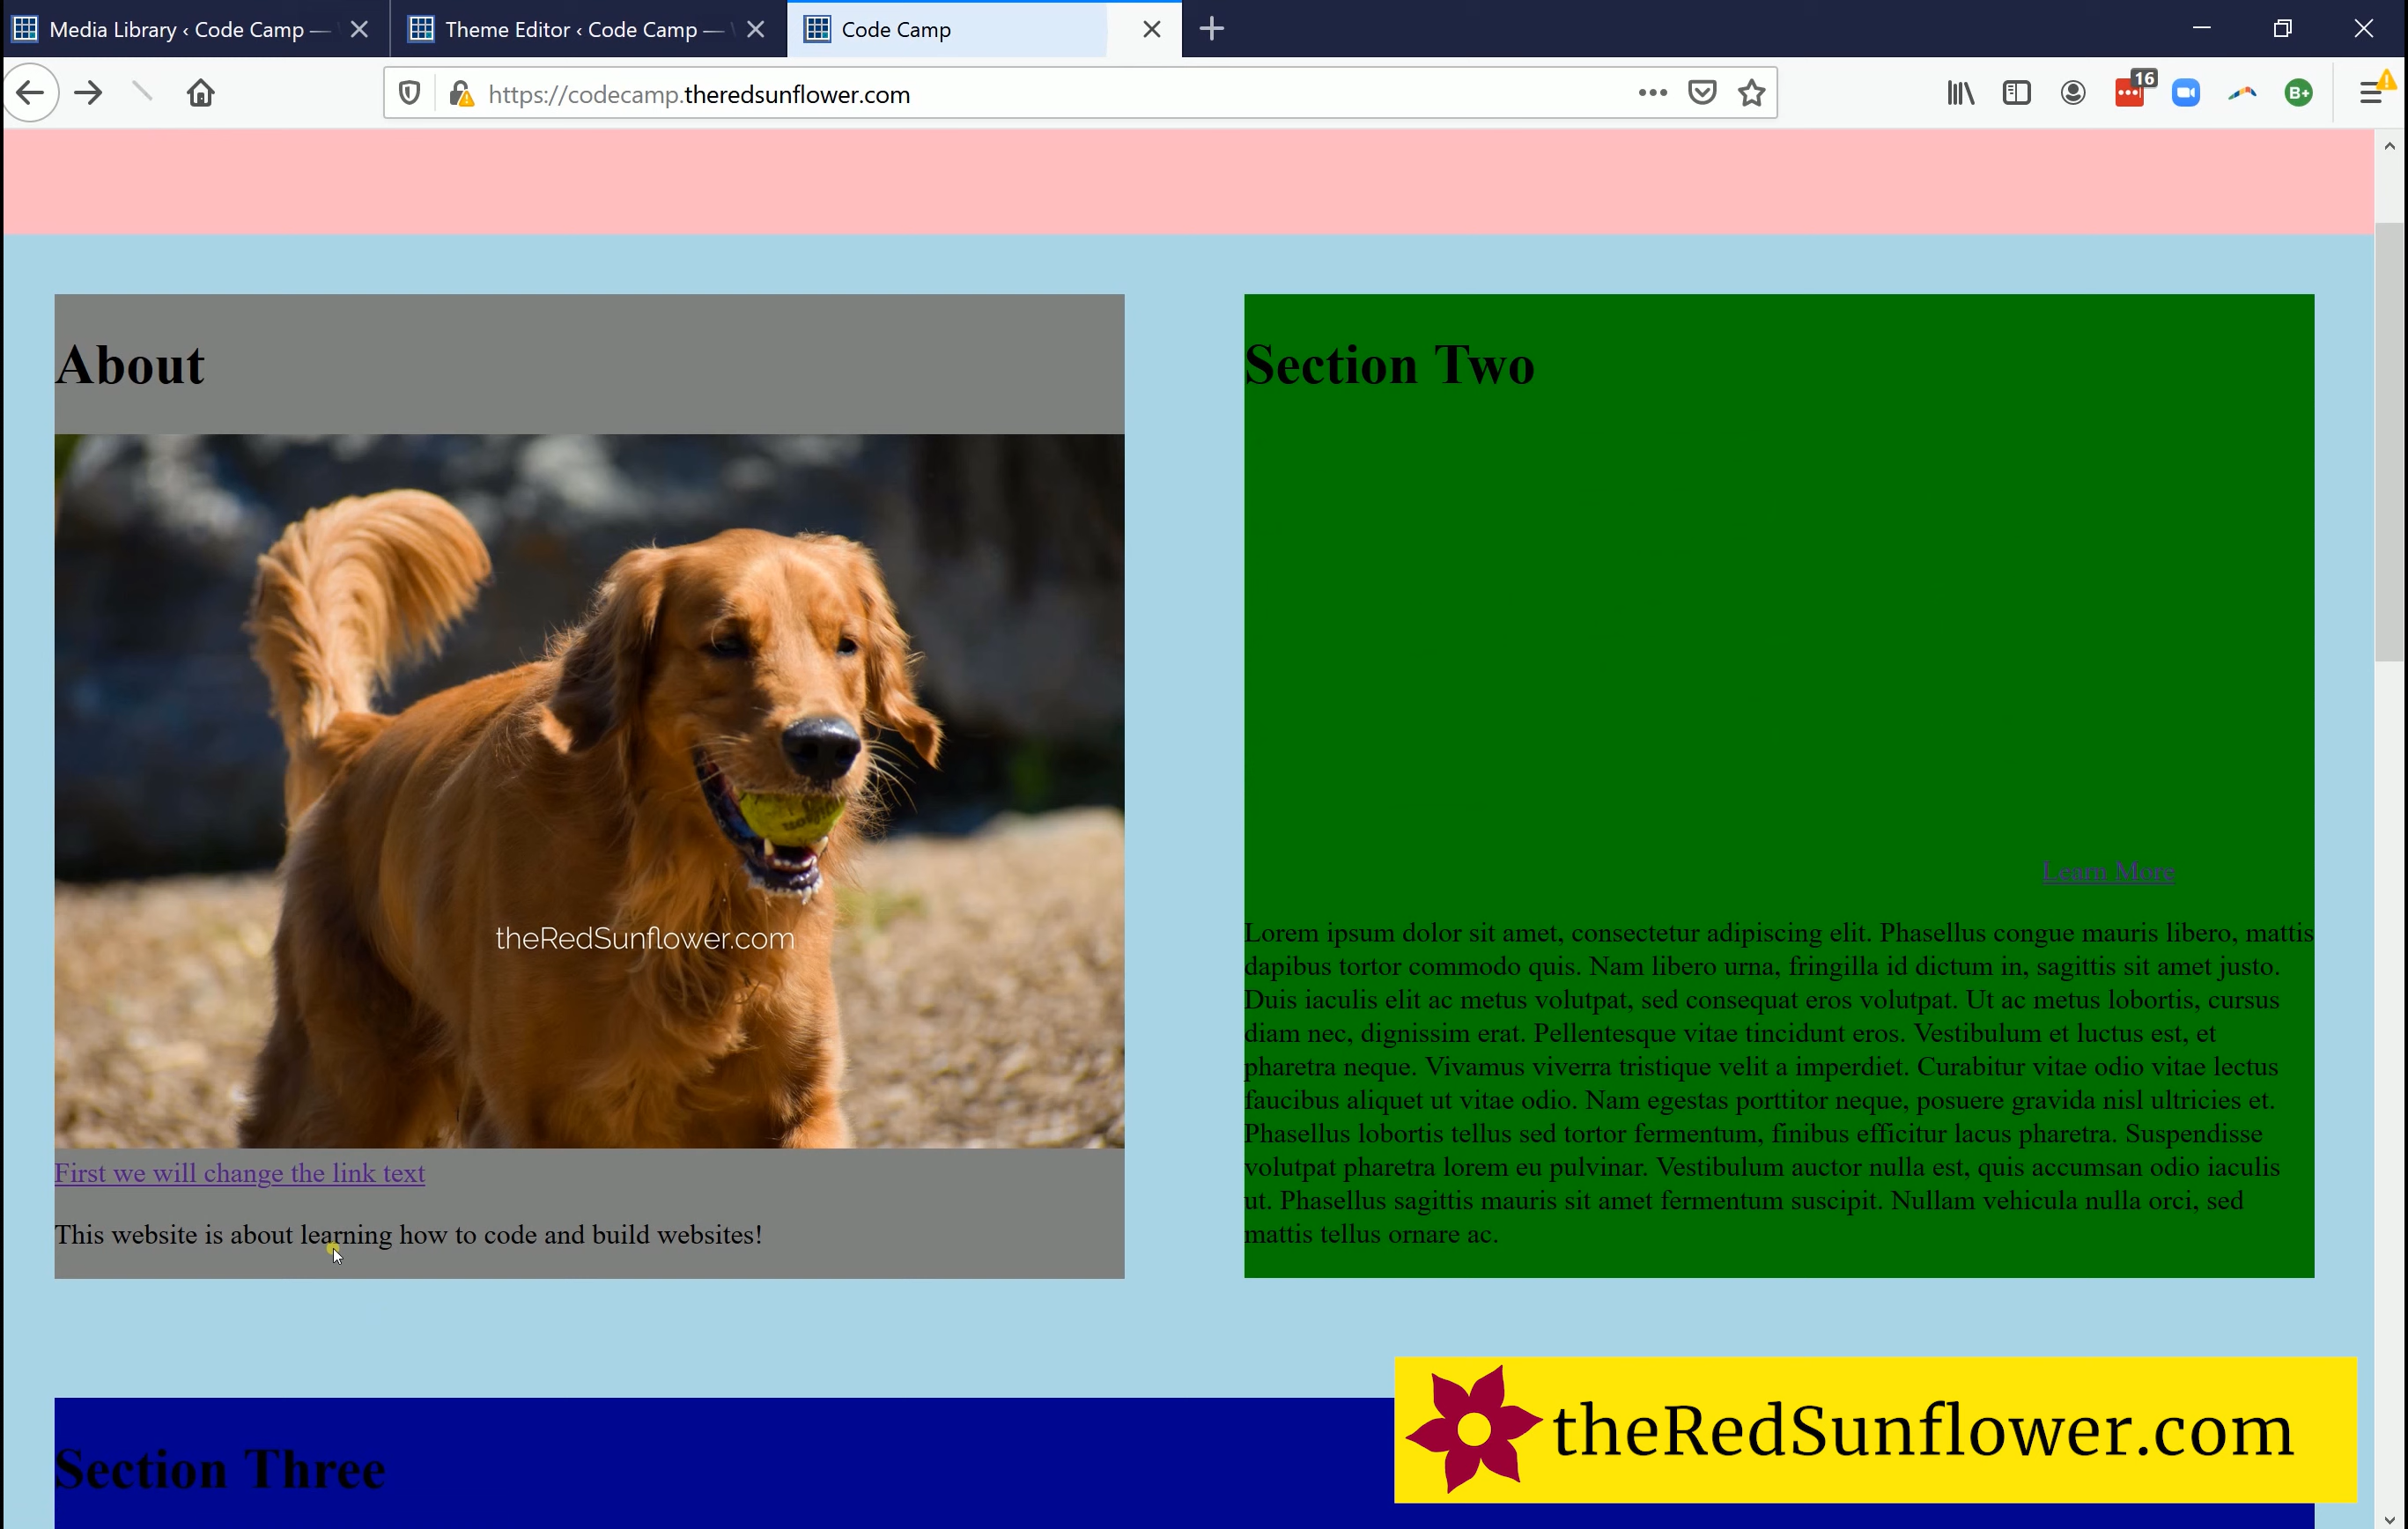 Media Library ‹ Code Camp —
Theme Editor ‹ Code Camp —
Code Camp
https://codecamp.theredsunflower.com
16
B+
About
theRedSunflower.com
First we will change the link text
This website is about learning how to code and build websites!
Section Two
Learn More
Lorem ipsum dolor sit amet, consectetur adipiscing elit. Phasellus congue mauris libero, mattis
dapibus tortor commodo quis. Nam libero urna, fringilla id dictum in, sagittis sit amet justo.
Duis iaculis elit ac metus volutpat, sed consequat eros volutpat. Ut ac metus lobortis, cursus
diam nec, dignissim erat. Pellentesque vitae tincidunt eros. Vestibulum et luctus est, et
pharetra neque. Vivamus viverra tristique velit a imperdiet. Curabitur vitae odio vitae lectus
faucibus aliquet ut vitae odio. Nam egestas porttitor neque, posuere gravida nisl ultricies et.
Phasellus lobortis tellus sed tortor fermentum, finibus efficitur lacus pharetra. Suspendisse
volutpat pharetra lorem eu pulvinar. Vestibulum auctor nulla est, quis accumsan odio iaculis
ut. Phasellus sagittis mauris sit amet fermentum suscipit. Nullam vehicula nulla orci, sed
mattis tellus ornare ac.
Section Three
theRedSunflower.com